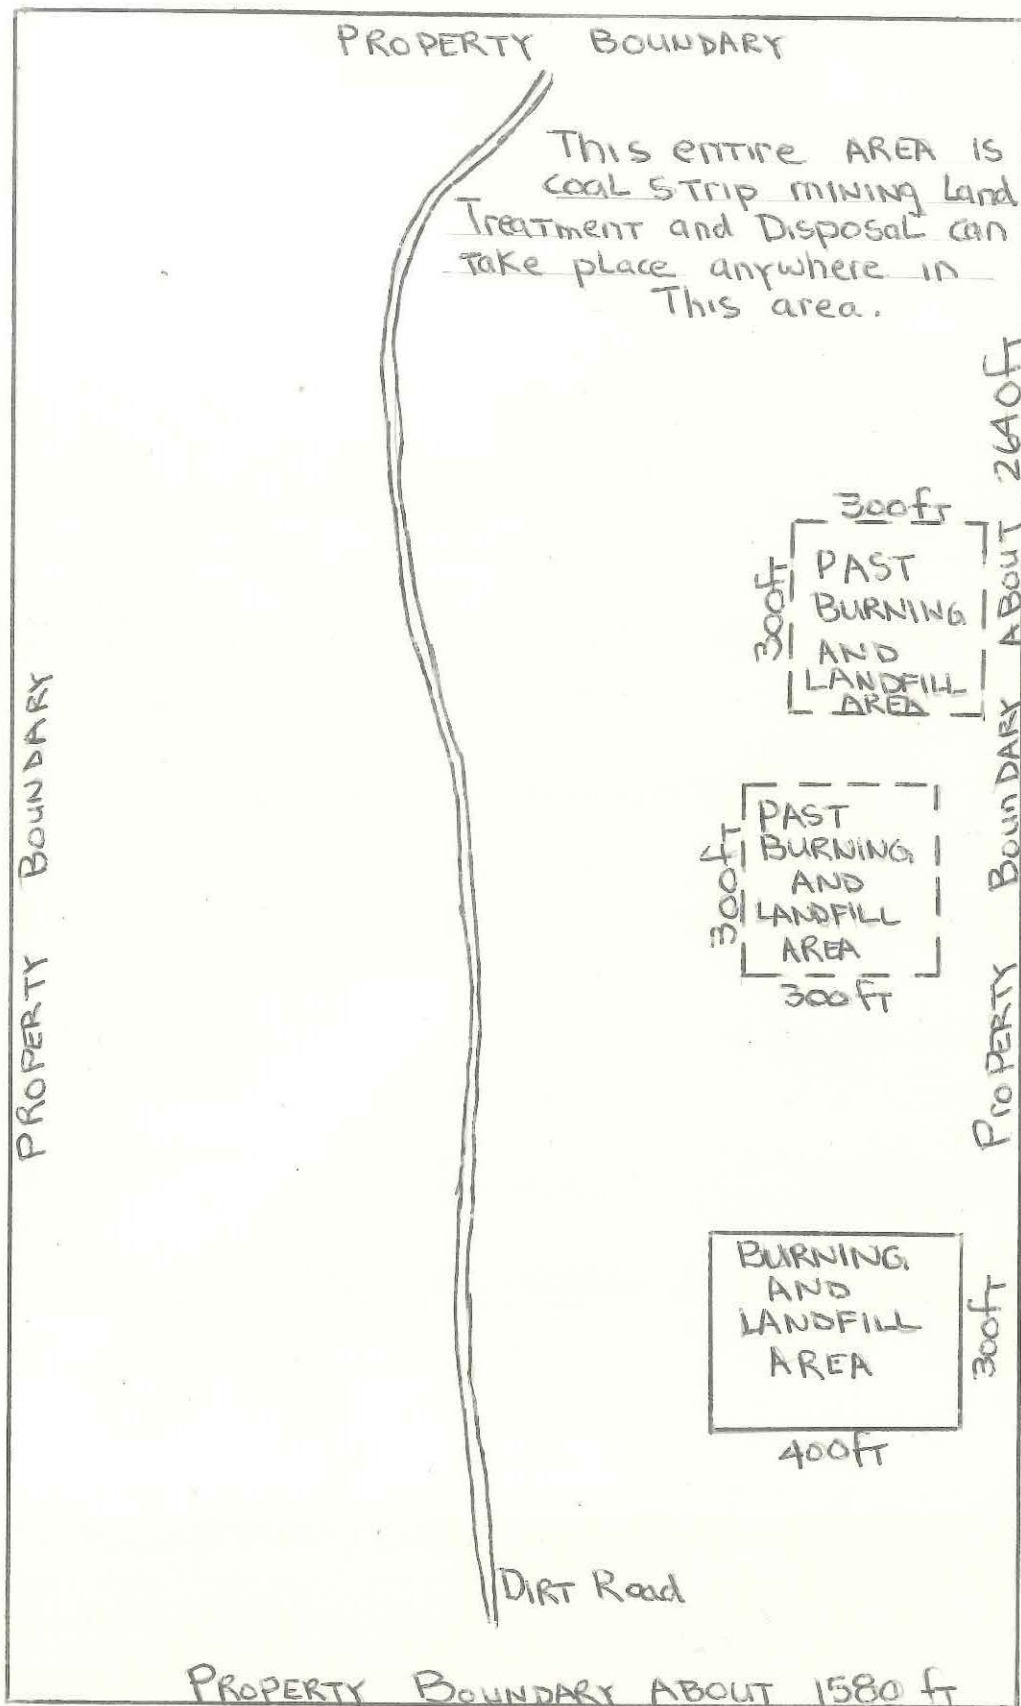 PROPERTY BOUNDARY
This entire AREA IS
COAL STrip MINING Land
Treatment and Disposal can
Take place anywhere in
This area.
PROPERTY BOUNDARY
Property Boundary About 2640ft
300ft
300ft
PAST
BURNING
AND
LANDFILL
AREA
300ft
PAST
BURNING
AND
LANDFILL
AREA
300ft
BURNING
AND
LANDFILL
AREA
300ft
400ft
Dirt Road
PROPERTY BOUNDARY ABOUT 1580 ft